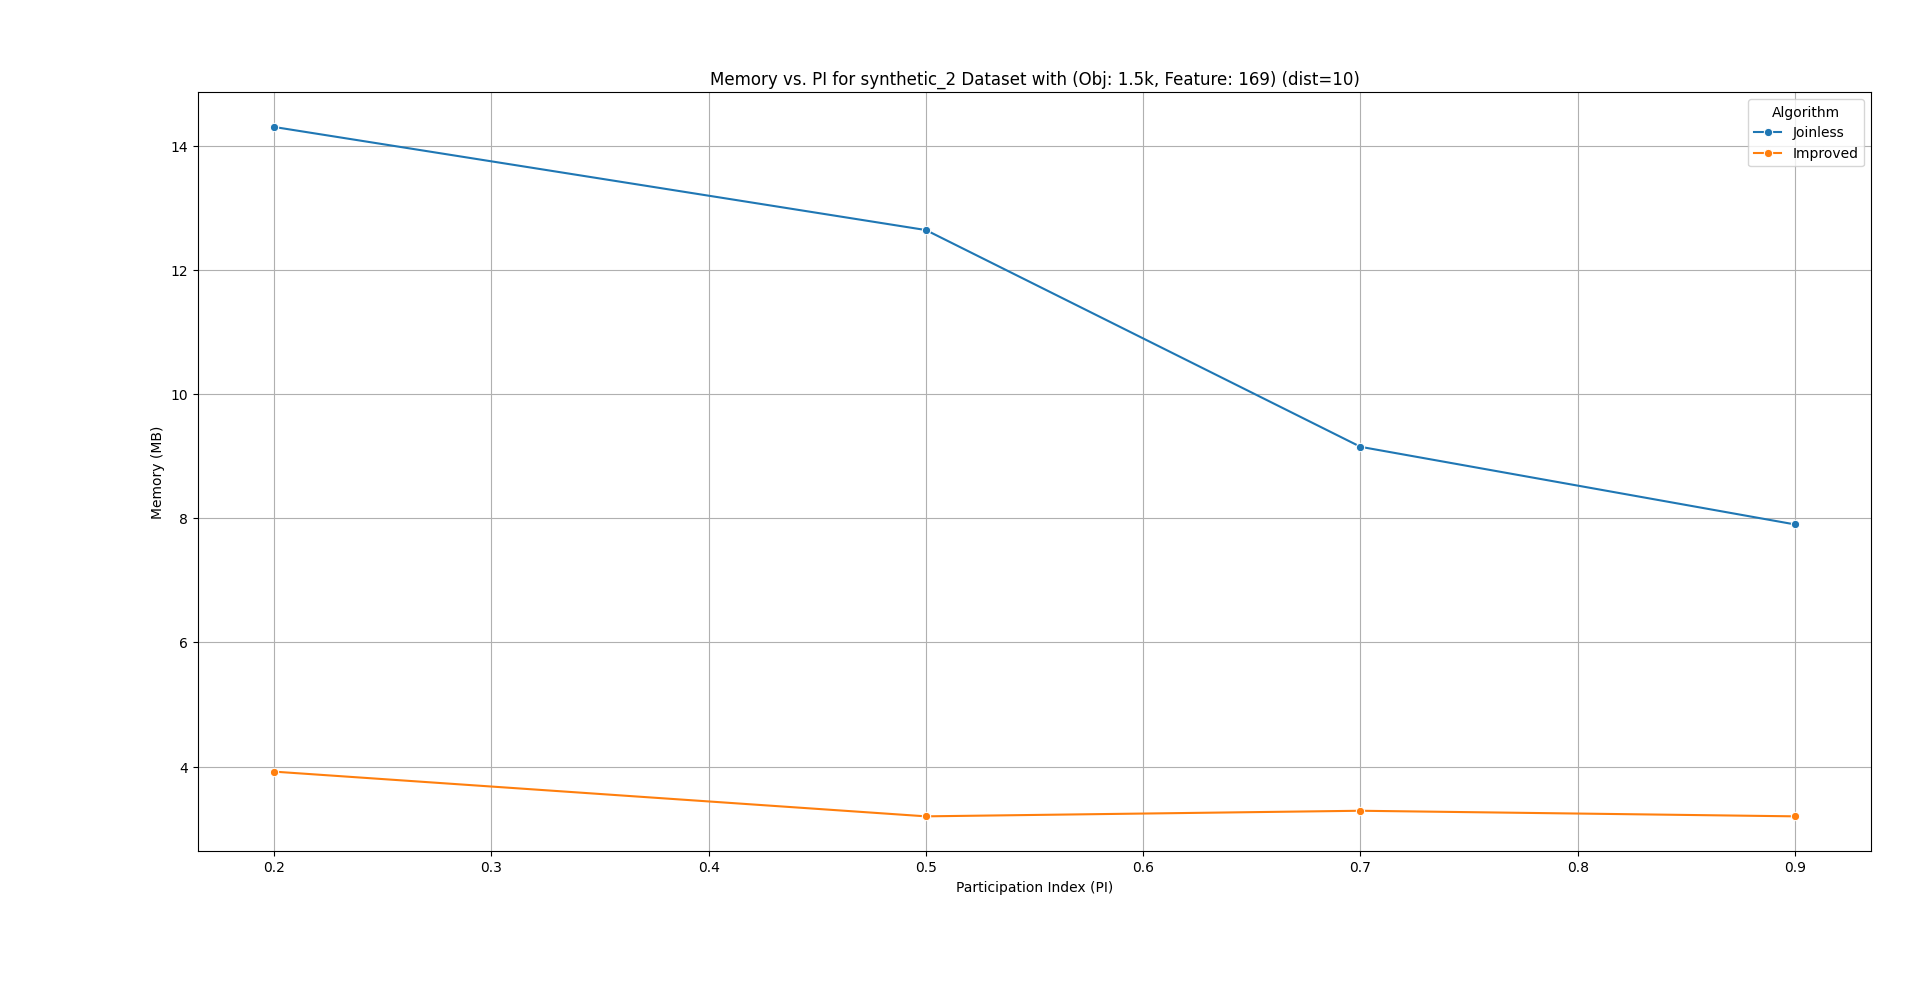 Memory vs. PI for synthetic_2 Dataset with (Obj: 1.5k, Feature: 169) (dist=10)
Algorithm
Joinless
Improved
Memory (MB)
14
12
10
8
6
4
0.2 0.3 0.4 0.5 0.6 0.7 0.8 0.9
Participation Index (PI)